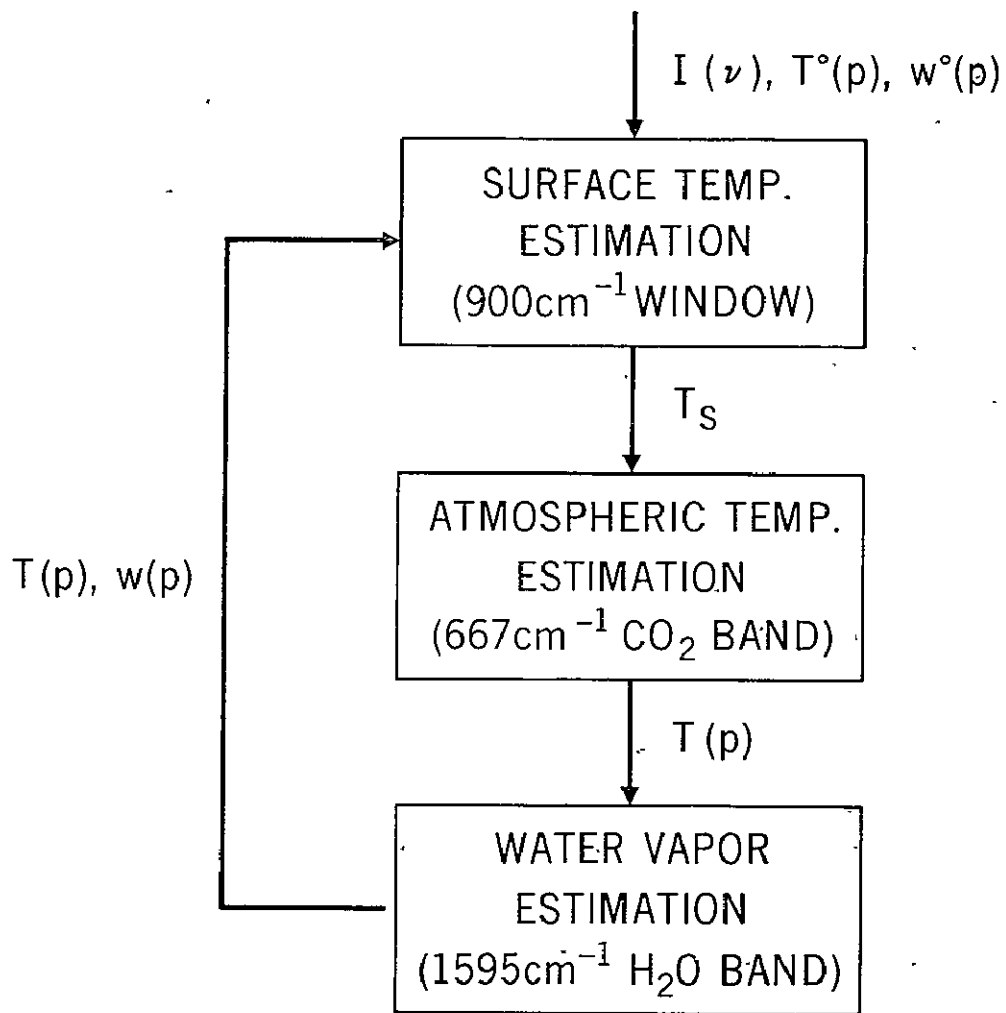 I (ν), T°(p), w°(p)
SURFACE TEMP.
ESTIMATION
(900cm⁻¹ WINDOW)
T_S
ATMOSPHERIC TEMP.
ESTIMATION
(667cm⁻¹ CO₂ BAND)
T(p), w(p)
T(p)
WATER VAPOR
ESTIMATION
(1595cm⁻¹ H₂O BAND)